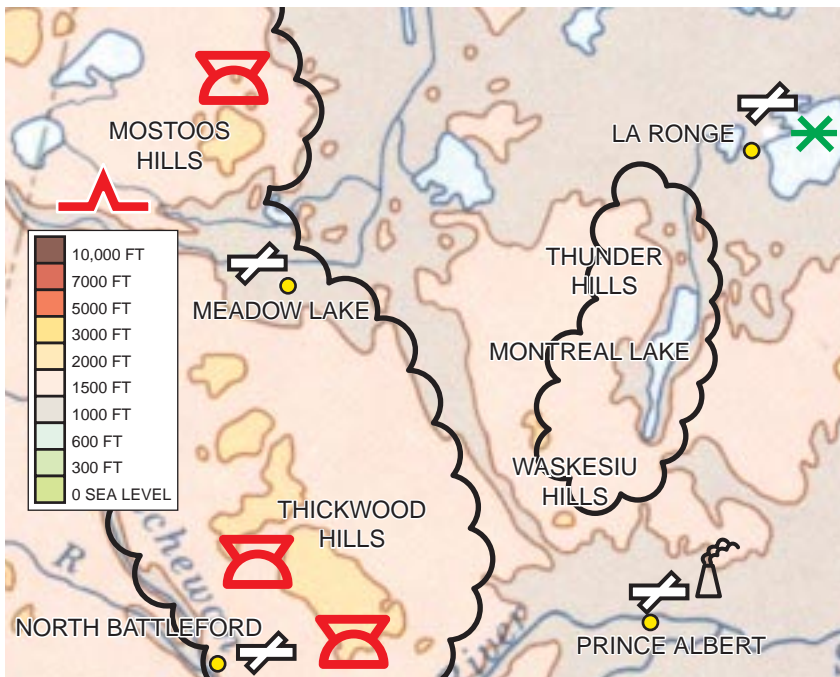 MOSTOOS
HILLS
LA RONGE
10,000 FT
7000 FT
5000 FT
3000 FT
2000 FT
1500 FT
1000 FT
600 FT
300 FT
0 SEA LEVEL
MEADOW LAKE
THUNDER
HILLS
MONTREAL LAKE
WASKESIU
HILLS
THICKWOOD
HILLS
R
NORTH BATTLEFORD
PRINCE ALBERT